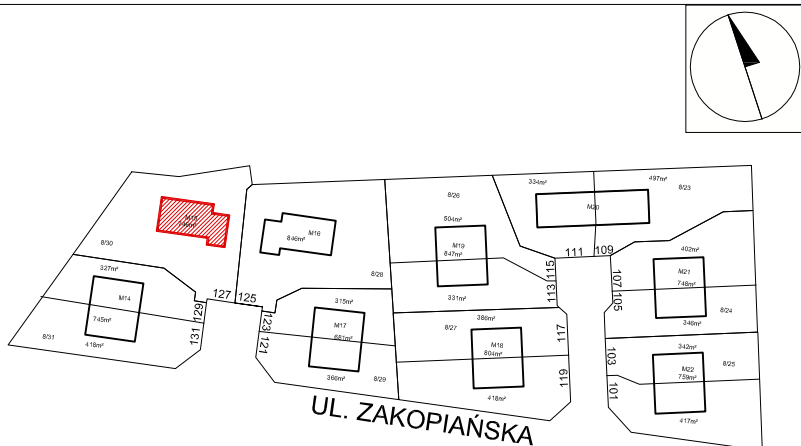 334m²
497m²
8/23
8/26
M20
504m²
M15
746m²
M16
846m²
M19
847m²
402m²
8/30
111
109
327m²
8/28
115
107
M21
748m²
M14
127
125
315m²
331m²
113
105
8/24
129
745m²
123
M17
681m²
386m²
8/27
117
346m²
131
8/31
418m²
121
M18
804m²
103
342m²
M22
759m²
8/25
366m²
8/29
119
101
418m²
417m²
UL. ZAKOPIAŃSKA